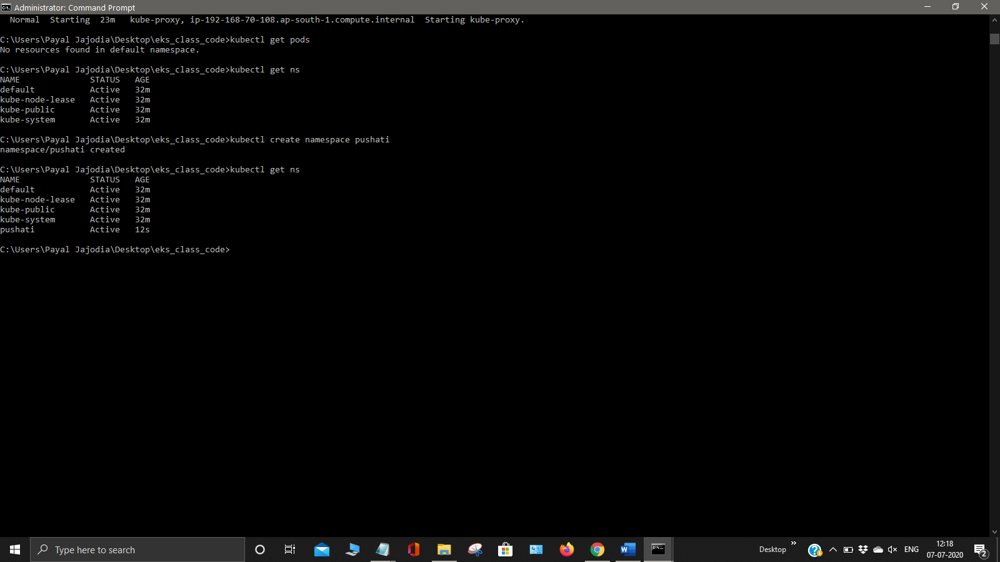 Administrator: Command Prompt
  Normal  Starting  23m   kube-proxy, ip-192-168-70-108.ap-south-1.compute.internal  Starting kube-proxy.
C:\Users\Payal Jajodia\Desktop\eks_class_code>kubectl get pods
No resources found in default namespace.
C:\Users\Payal Jajodia\Desktop\eks_class_code>kubectl get ns
NAME              STATUS   AGE
default           Active   32m
kube-node-lease   Active   32m
kube-public       Active   32m
kube-system       Active   32m
C:\Users\Payal Jajodia\Desktop\eks_class_code>kubectl create namespace pushati
namespace/pushati created
C:\Users\Payal Jajodia\Desktop\eks_class_code>kubectl get ns
NAME              STATUS   AGE
default           Active   32m
kube-node-lease   Active   32m
kube-public       Active   32m
kube-system       Active   32m
pushati           Active   12s
C:\Users\Payal Jajodia\Desktop\eks_class_code>
Type here to search
Desktop
ENG
12:18
07-07-2020
2